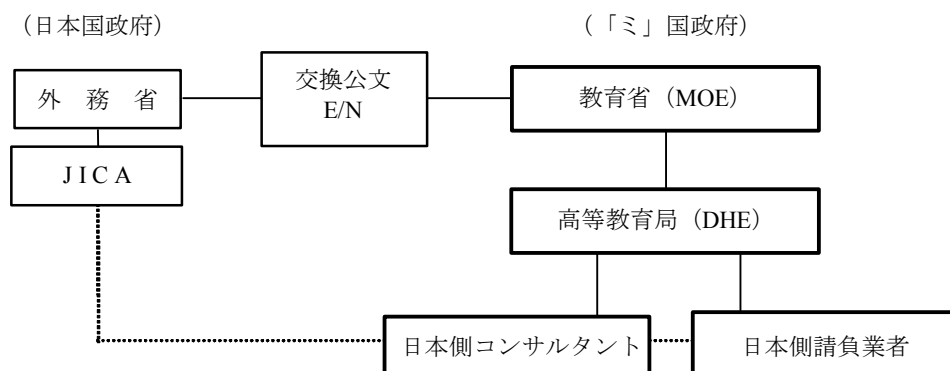 （日本国政府）
（「ミ」国政府）
外　務　省
交換公文
E/N
教育省（MOE）
J I C A
高等教育局（DHE）
日本側コンサルタント
日本側請負業者